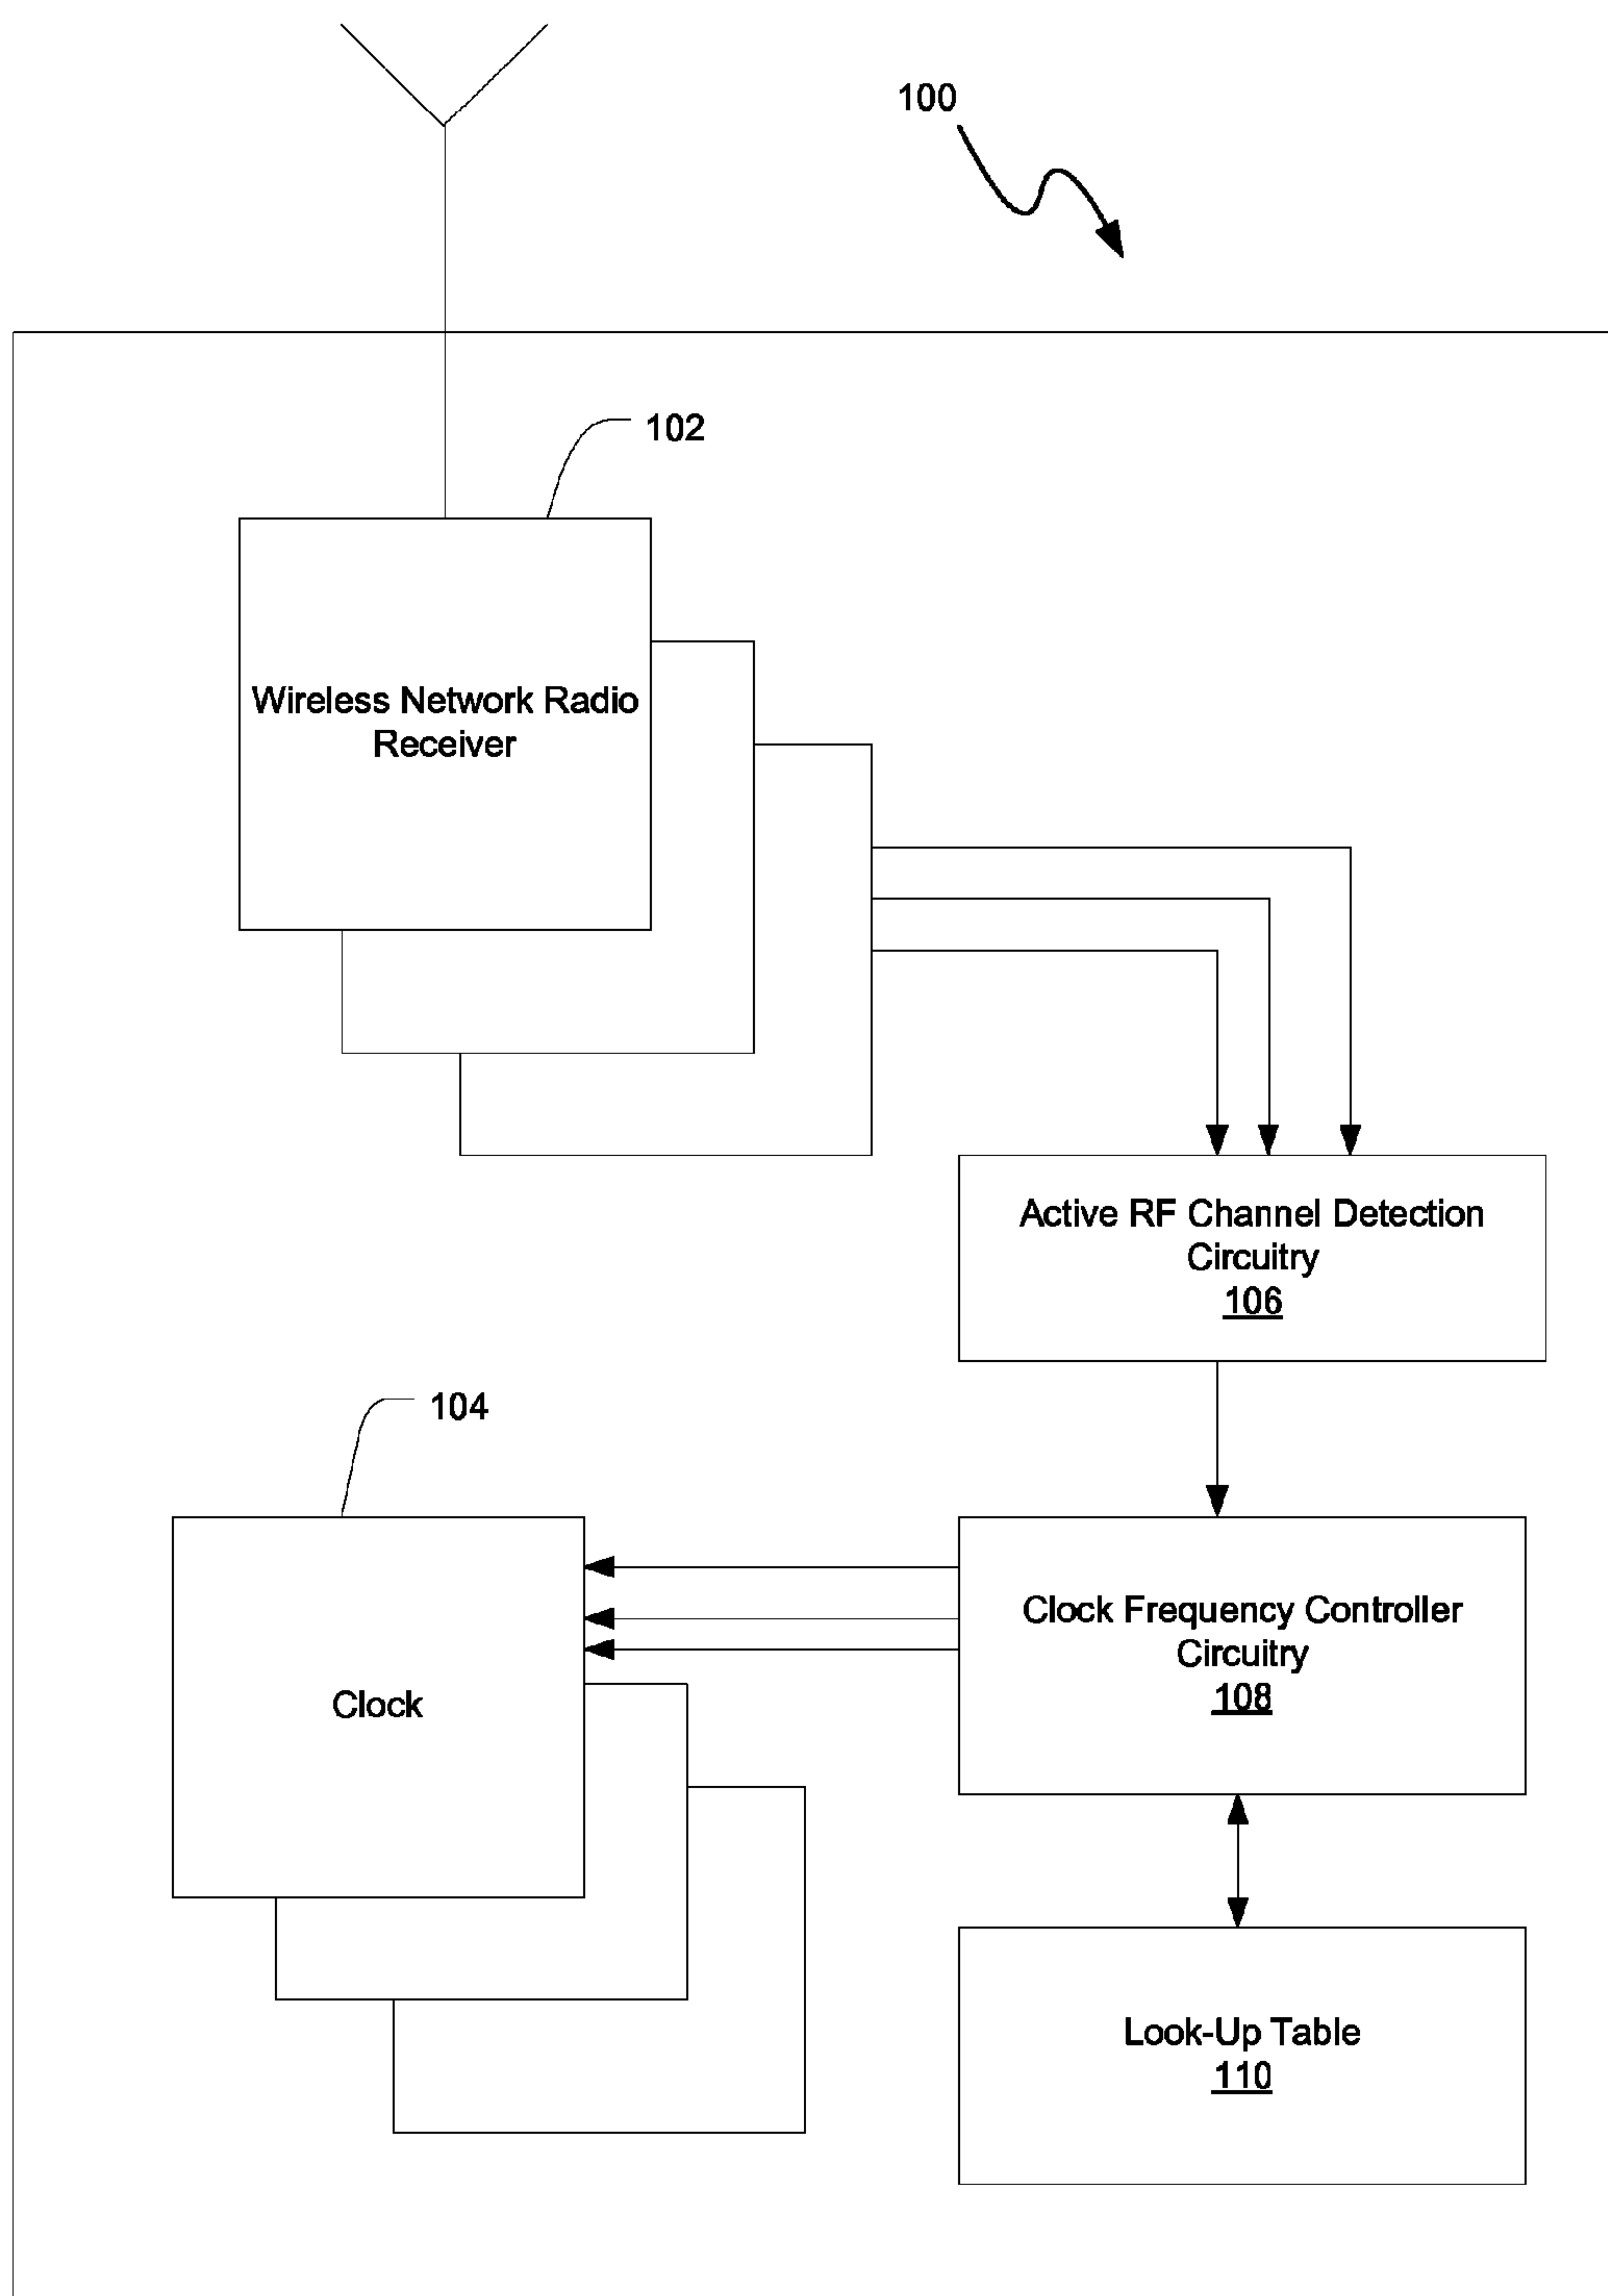 100
102
Wireless Network Radio
Receiver
Active RF Channel Detection
Circuitry
106
104
Clock Frequency Controller
Circuitry
108
Clock
Look-Up Table
110